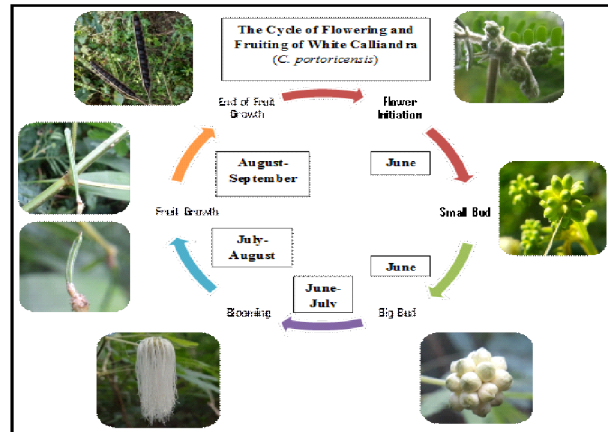 The Cycle of Flowering and
Fruiting of White Calliandra
(C. portoricensis)
End of Fruit
Growth
Flower
Initiation
August-
September
June
Fruit Growth
Small Bud
July-
August
June
June-
July
Blooming
Big Bud